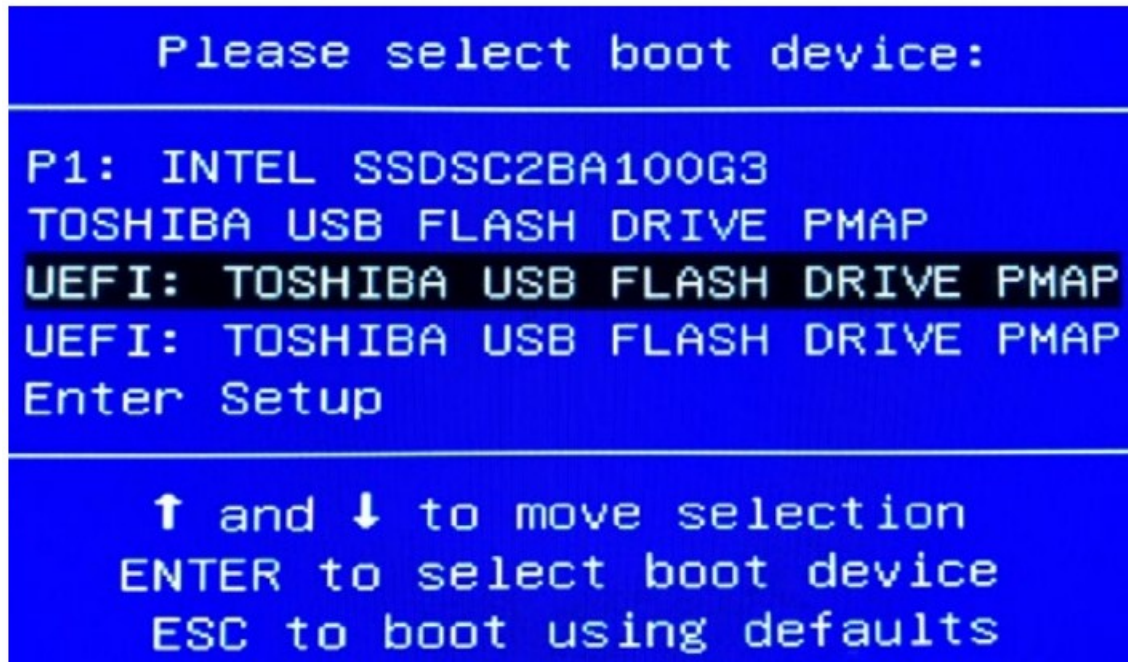 Please select boot device:
P1: INTEL SSDSC2BA100G3
TOSHIBA USB FLASH DRIVE PMAP
UEFI: TOSHIBA USB FLASH DRIVE PMAP
UEFI: TOSHIBA USB FLASH DRIVE PMAP
Enter Setup
↑ and ↓ to move selection
ENTER to select boot device
ESC to boot using defaults